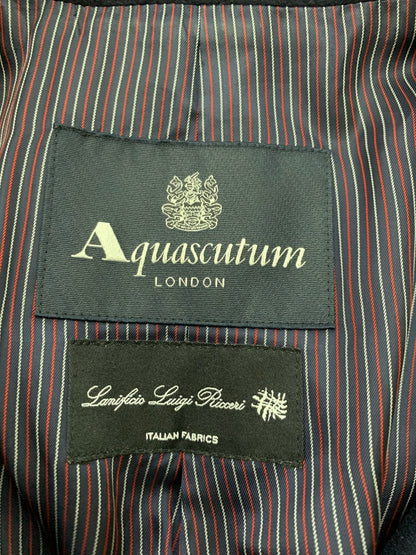 Aquascutum
LONDON
Lanificio Luigi Ricceri
ITALIAN FABRICS